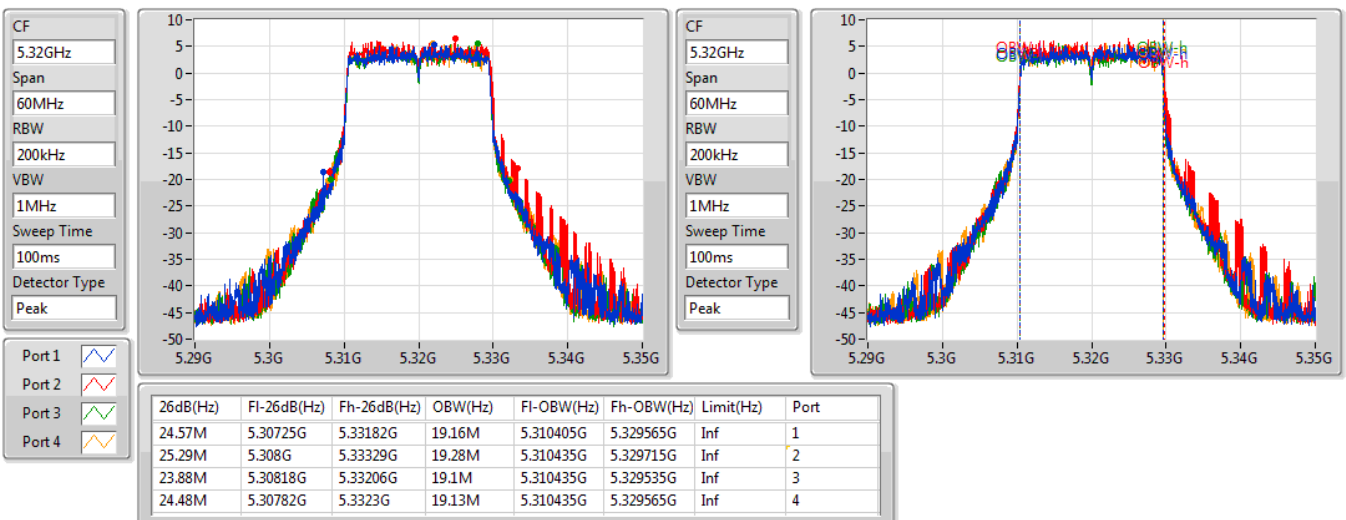 CF
5.32GHz
Span
60MHz
RBW
200kHz
VBW
1MHz
Sweep Time
100ms
Detector Type
Peak
10
5
0
-5
-10
-15
-20
-25
-30
-35
-40
-45
-50
5.29G 5.3G 5.31G 5.32G 5.33G 5.34G 5.35G
CF
5.32GHz
Span
60MHz
RBW
200kHz
VBW
1MHz
Sweep Time
100ms
Detector Type
Peak
10
5
0
-5
-10
-15
-20
-25
-30
-35
-40
-45
-50
OBW-h
5.29G 5.3G 5.31G 5.32G 5.33G 5.34G 5.35G
Port 1
Port 2
Port 3
Port 4
26dB(Hz) Fl-26dB(Hz) Fh-26dB(Hz) OBW(Hz) Fl-OBW(Hz) Fh-OBW(Hz) Limit(Hz) Port
24.57M 5.30725G 5.33182G 19.16M 5.310405G 5.329565G Inf 1
25.29M 5.308G 5.33329G 19.28M 5.310435G 5.329715G Inf 2
23.88M 5.30818G 5.33206G 19.1M 5.310435G 5.329535G Inf 3
24.48M 5.30782G 5.3323G 19.13M 5.310435G 5.329565G Inf 4